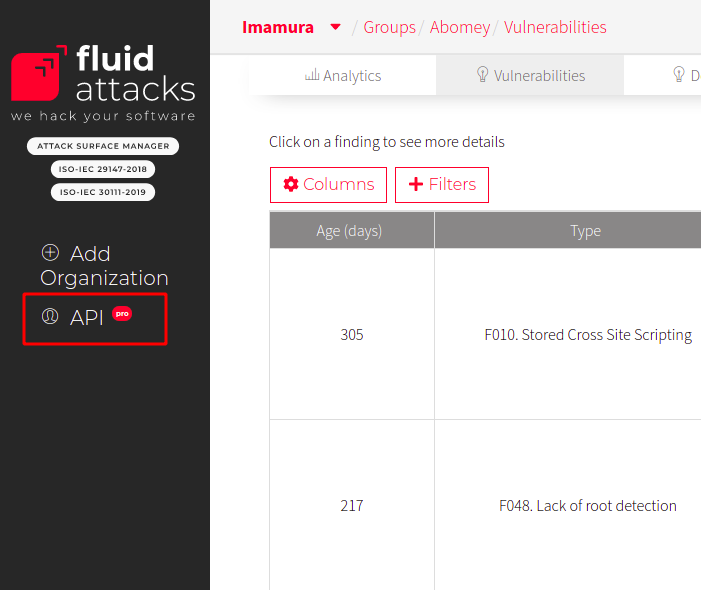 fluid
attacks
we hack your software
ATTACK SURFACE MANAGER
ISO-IEC 29147-2018
ISO-IEC 30111-2019
Add
Organization
API pro
Imamura / Groups / Abomey / Vulnerabilities
Analytics Vulnerabilities D
Click on a finding to see more details
Columns Filters
Age (days) Type
305 F010. Stored Cross Site Scripting
217 F048. Lack of root detection